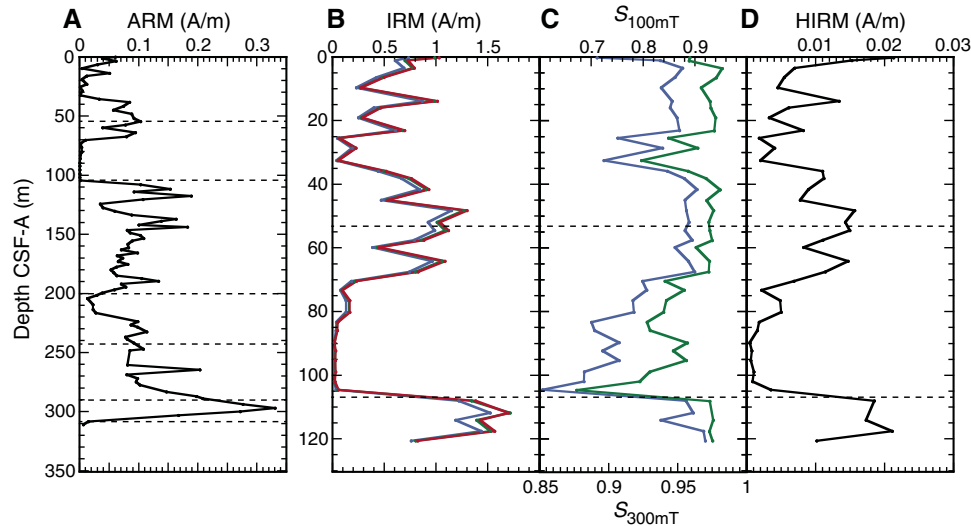 A ARM (A/m) B IRM (A/m) C S100mT D HIRM (A/m)
0 0.1 0.2 0.3 0.5 1 1.5 0.7 0.8 0.9 0.01 0.02 0.03
0 50 100 150 200 250 300 350
Depth CSF-A (m)
0 20 40 60 80 100 120
0 0.85 0.9 0.95 0 1
S300mT